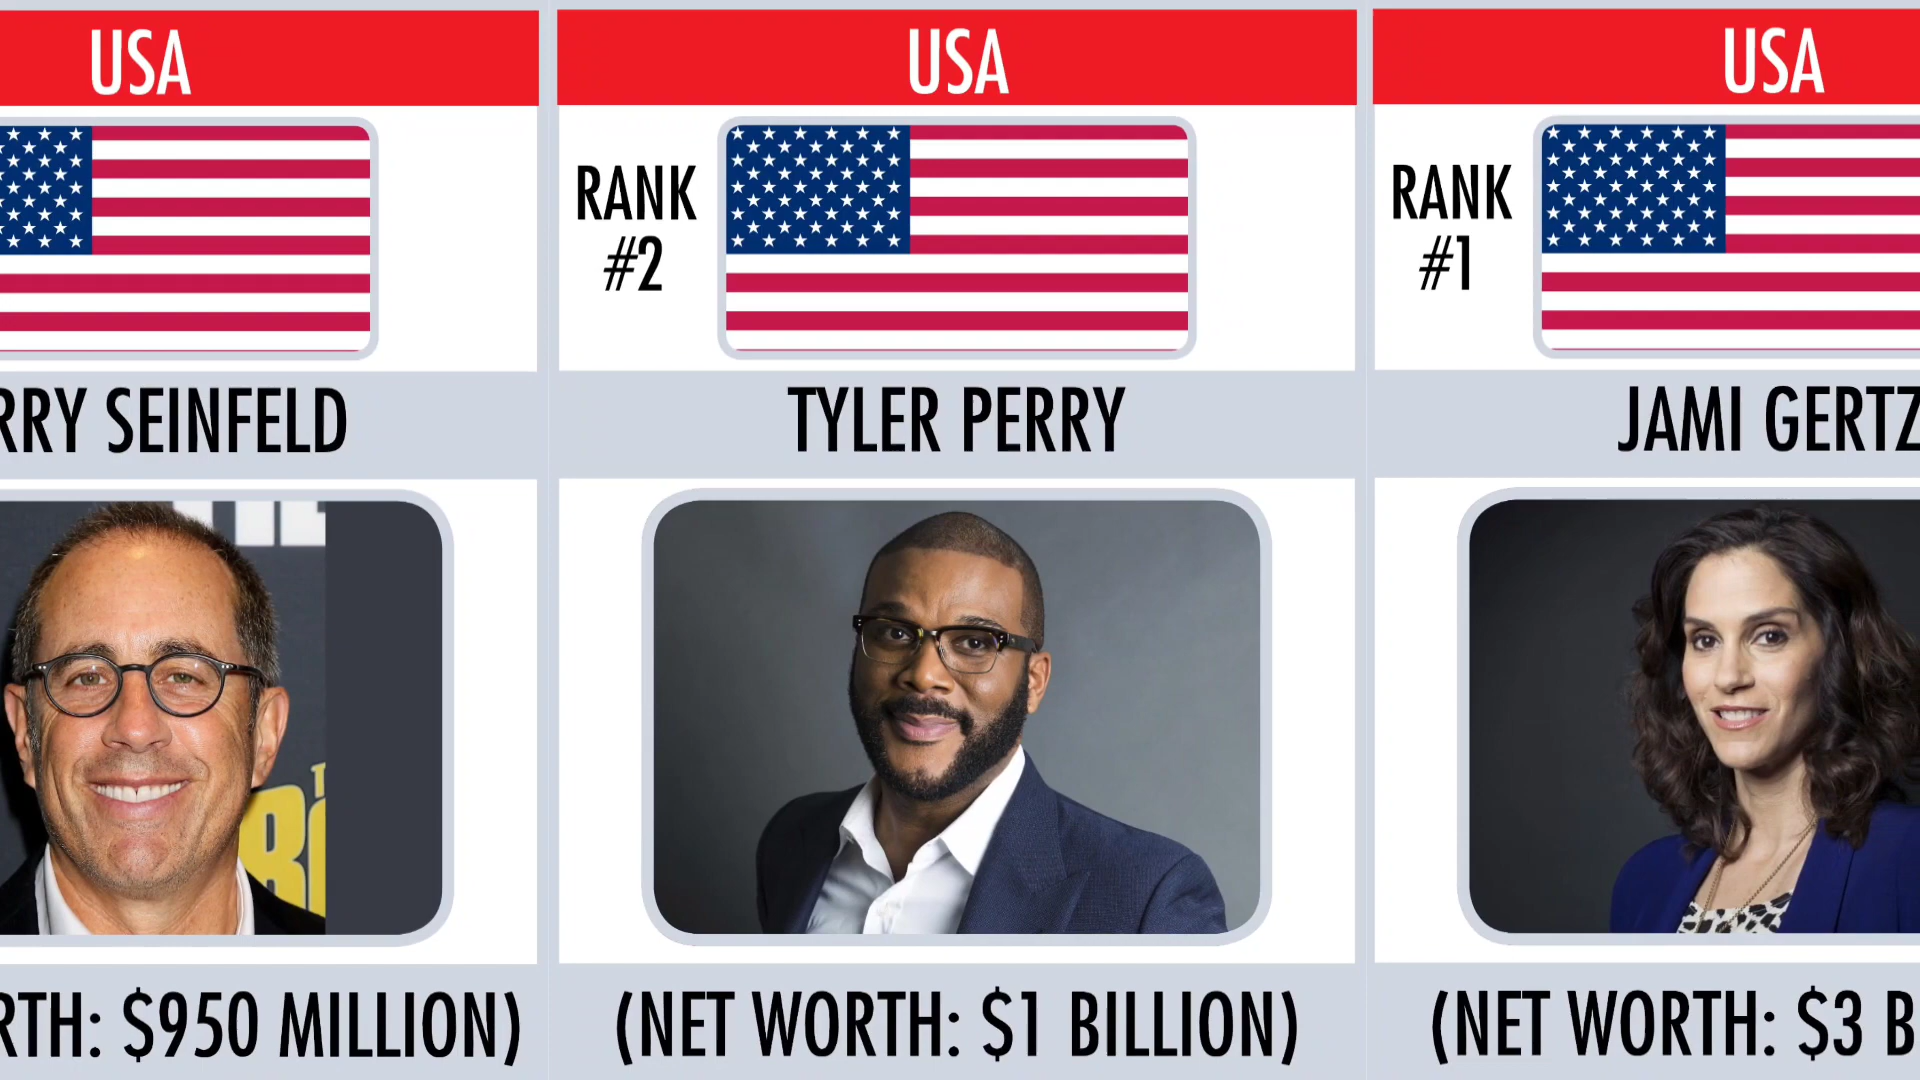 USA
RRY SEINFELD
RTH: $950 MILLION)
USA
RANK
#2
TYLER PERRY
(NET WORTH: $1 BILLION)
USA
RANK
#1
JAMI GERTZ
(NET WORTH: $3 B